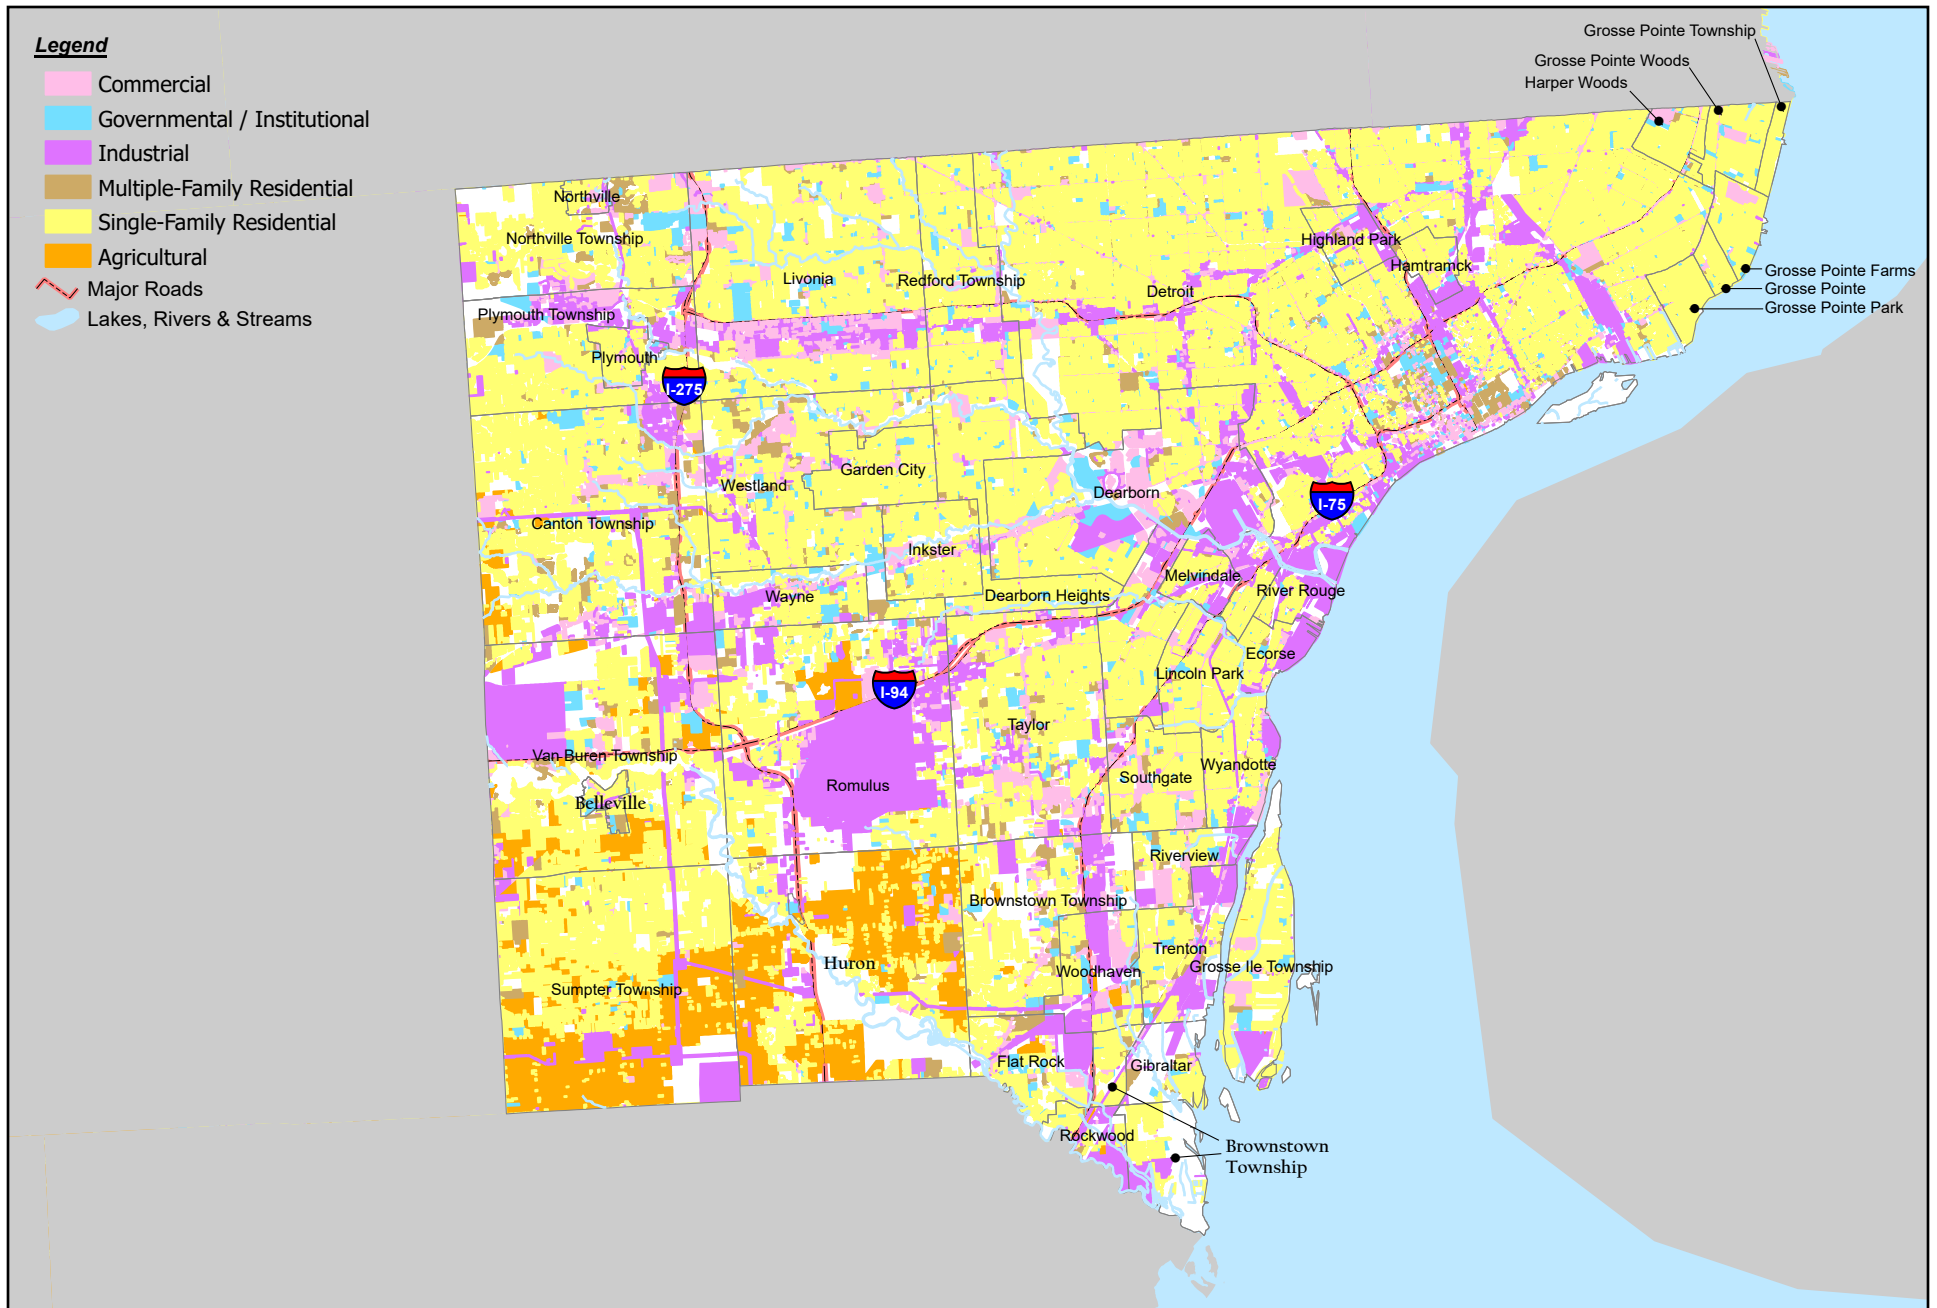 Legend
Commercial
Governmental / Institutional
Industrial
Multiple-Family Residential
Single-Family Residential
Agricultural
Major Roads
Lakes, Rivers & Streams
Grosse Pointe Township
Grosse Pointe Woods
Harper Woods
Northville
Northville Township
Livonia
Redford Township
Detroit
Highland Park
Hamtramck
Grosse Pointe Farms
Grosse Pointe
Grosse Pointe Park
Plymouth Township
Plymouth
I-275
Garden City
Westland
Dearborn
I-75
Canton Township
Inkster
Melvindale
River Rouge
Wayne
Dearborn Heights
Ecorse
Lincoln Park
I-94
Taylor
Van Buren Township
Wyandotte
Southgate
Romulus
Belleville
Riverview
Brownstown Township
Trenton
Huron
Woodhaven
Grosse Ile Township
Sumpter Township
Flat Rock
Gibraltar
Rockwood
Brownstown
Township